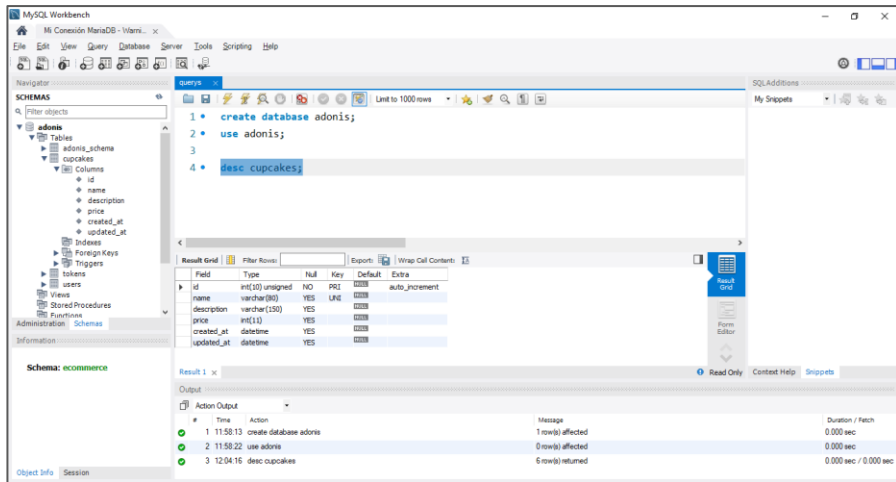 MySQL Workbench
Mi Conexión MariaDB - Warni... ×
File Edit View Query Database Server Tools Scripting Help
Navigator
SCHEMAS
Filter objects
adonis
Tables
adonis_schema
cupcakes
Columns
id
name
description
price
created_at
updated_at
Indexes
Foreign Keys
Triggers
tokens
users
Views
Stored Procedures
Functions
Administration Schemas
Information
Schema: ecommerce
Object Info Session
querys ×
Limit to 1000 rows
1 create database adonis;
2 use adonis;
3
4 desc cupcakes;
Result Grid Filter Rows: Export: Wrap Cell Content:
Field Type Null Key Default Extra
id int(10) unsigned NO PRI NULL auto_increment
name varchar(80) YES UNI NULL
description varchar(150) YES NULL
price int(11) YES NULL
created_at datetime YES NULL
updated_at datetime YES NULL
Result Grid
Form Editor
Result 1 ×
Read Only
SQLAdditions
My Snippets
Context Help Snippets
Output
Action Output
# Time Action Message Duration / Fetch
1 11:58:13 create database adonis 1 row(s) affected 0.000 sec
2 11:58:22 use adonis 0 row(s) affected 0.000 sec
3 12:04:16 desc cupcakes 6 row(s) returned 0.000 sec / 0.000 sec